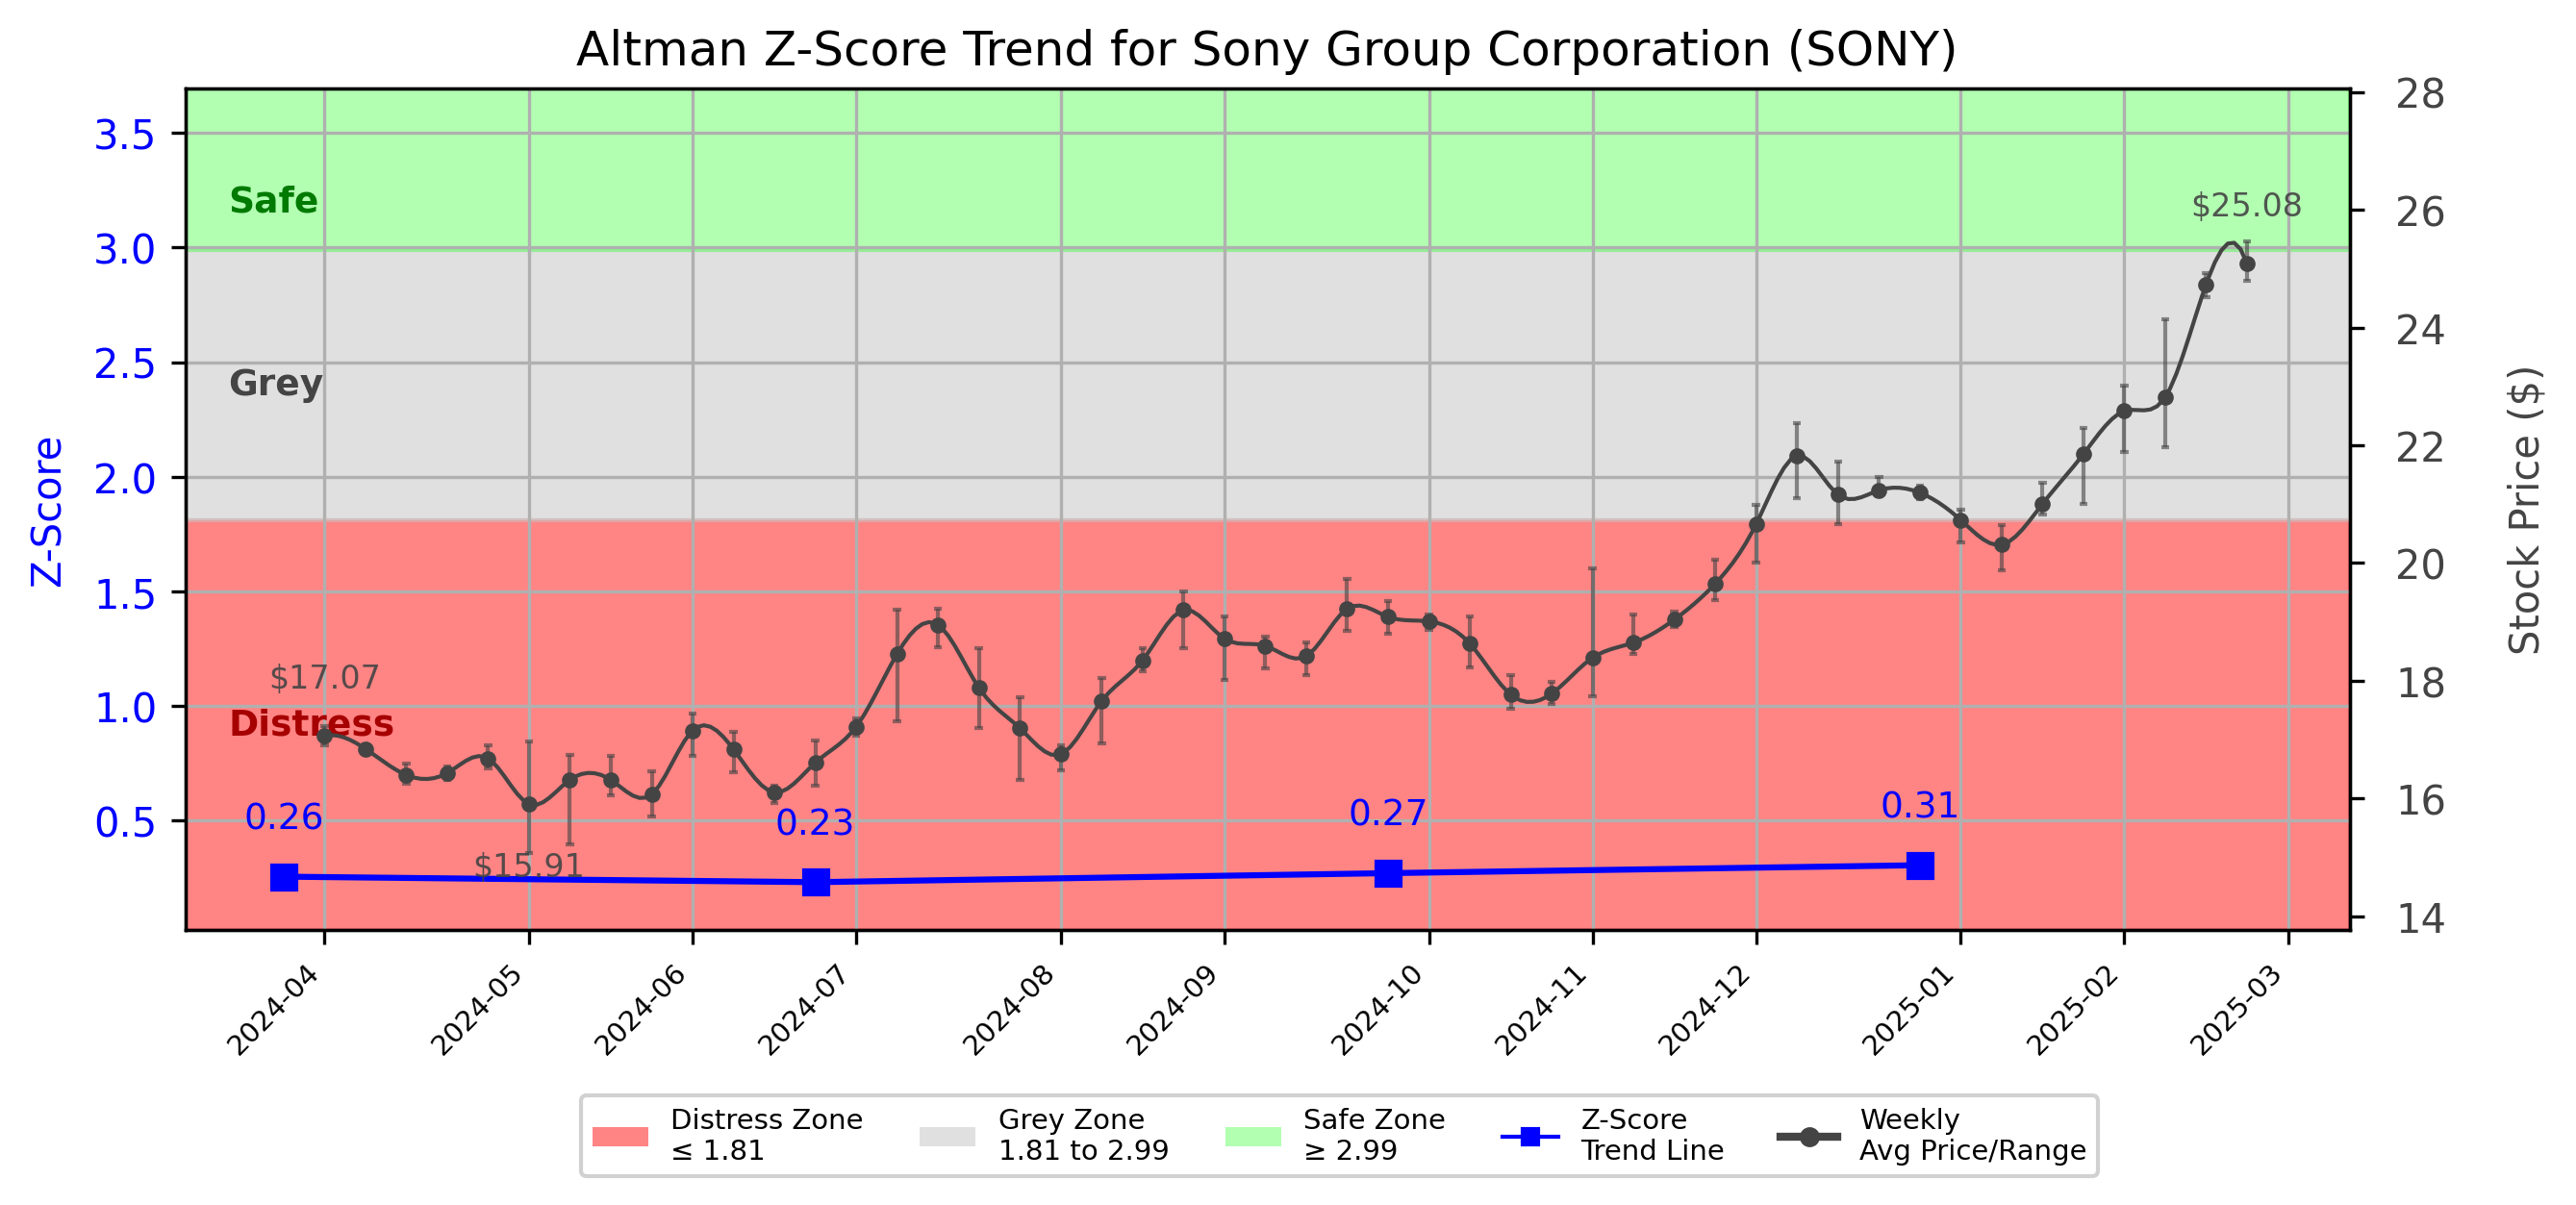 Altman Z-Score Trend for Sony Group Corporation (SONY)
Z-Score
3.5
3.0
2.5
2.0
1.5
1.0
0.5
Safe
Grey
Distress
$17.07
$15.91
$25.08
0.26
0.23
0.27
0.31
28
26
24
22
20
18
16
14
Stock Price ($)
2024-04
2024-05
2024-06
2024-07
2024-08
2024-09
2024-10
2024-11
2024-12
2025-01
2025-02
2025-03
Distress Zone
≤ 1.81
Grey Zone
1.81 to 2.99
Safe Zone
≥ 2.99
Z-Score
Trend Line
Weekly
Avg Price/Range